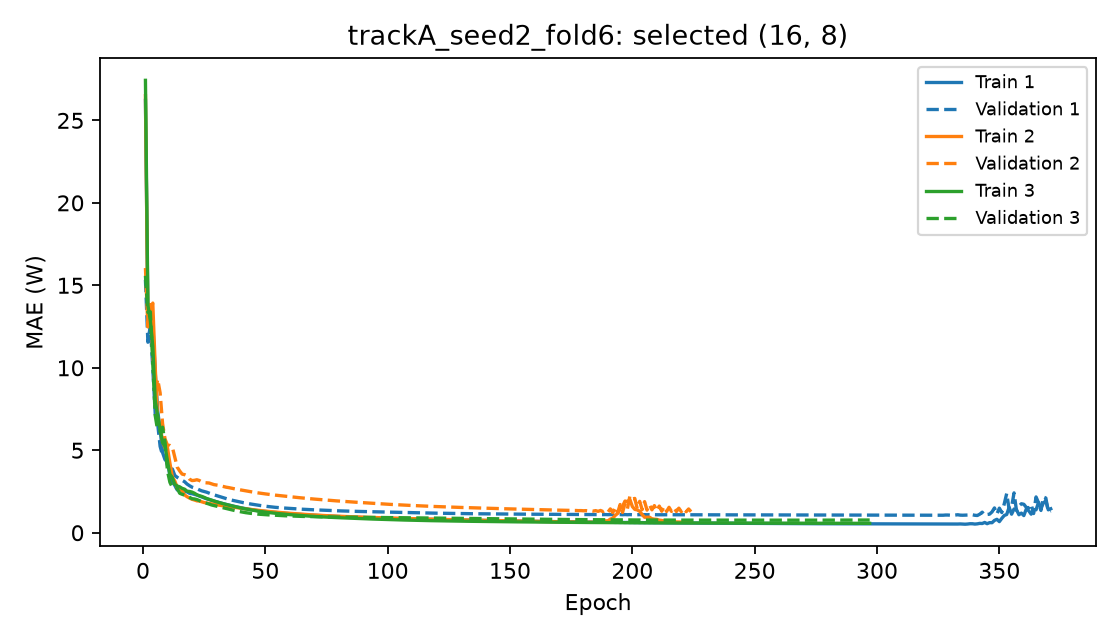 trackA_seed2_fold6: selected (16, 8)
Train 1
Validation 1
Train 2
Validation 2
Train 3
Validation 3
MAE (W)
25
20
15
10
5
0
0 50 100 150 200 250 300 350
Epoch